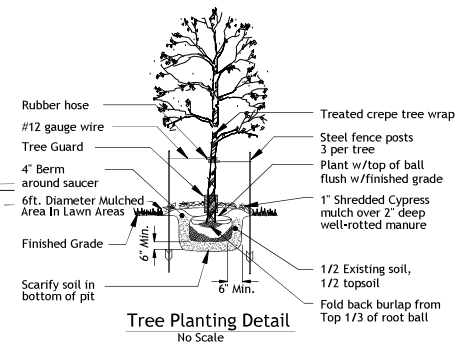 Rubber hose
#12 gauge wire
Tree Guard
4" Berm
around saucer
6ft. Diameter Mulched
Area In Lawn Areas
Finished Grade
Scarify soil in
bottom of pit
6" Min.
6" Min.
Treated crepe tree wrap
Steel fence posts
3 per tree
Plant w/top of ball
flush w/finished grade
1" Shredded Cypress
mulch over 2" deep
well-rotted manure
1/2 Existing soil,
1/2 topsoil
Fold back burlap from
Top 1/3 of root ball
Tree Planting Detail
No Scale